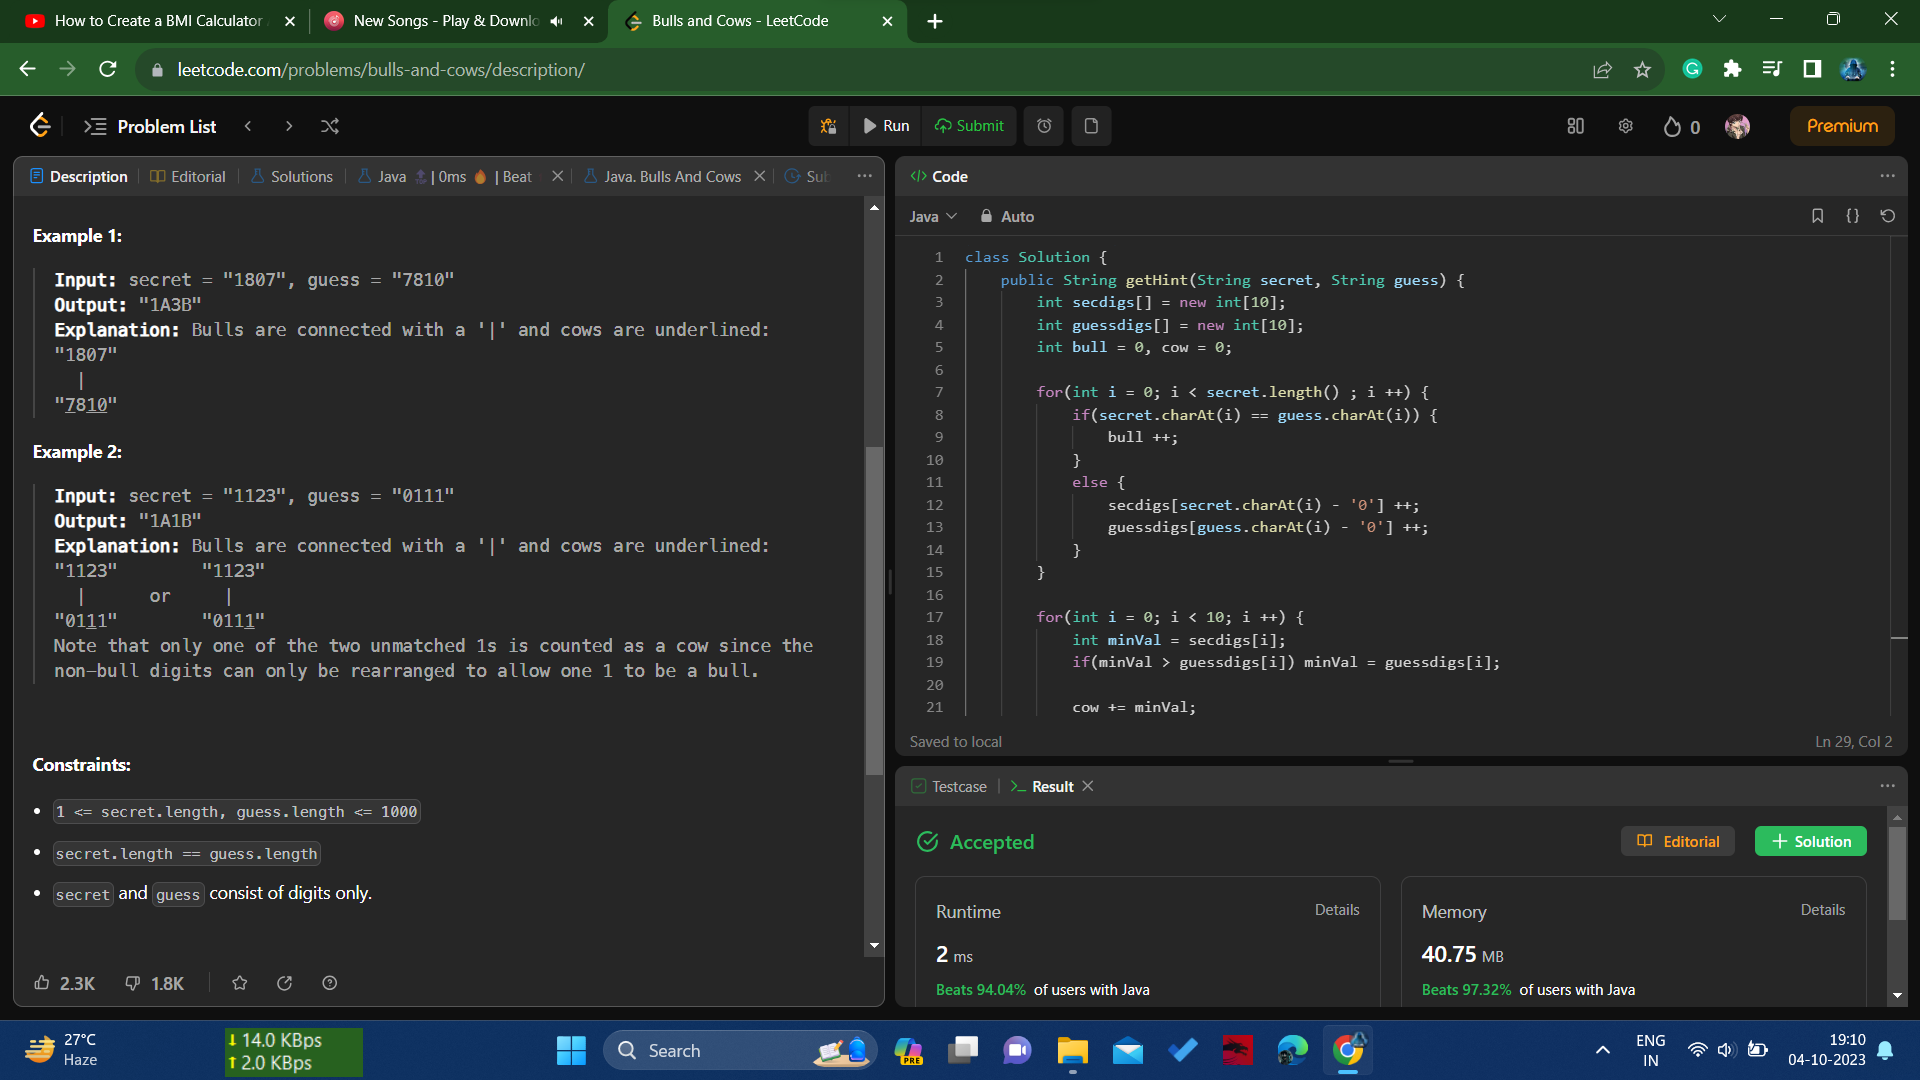 How to Create a BMI Calculator
New Songs - Play & Downlo
Bulls and Cows - LeetCode
leetcode.com/problems/bulls-and-cows/description/
Problem List
Run
Submit
0
Premium
Description
Editorial
Solutions
Java | 0ms | Beat
Java. Bulls And Cows
Sub
Example 1:
Input: secret = "1807", guess = "7810"
Output: "1A3B"
Explanation: Bulls are connected with a '|' and cows are underlined:
"1807"
|
"7810"
Example 2:
Input: secret = "1123", guess = "0111"
Output: "1A1B"
Explanation: Bulls are connected with a '|' and cows are underlined:
"1123" "1123"
| or |
"0111" "0111"
Note that only one of the two unmatched 1s is counted as a cow since the
non-bull digits can only be rearranged to allow one 1 to be a bull.
Constraints:
• 1 <= secret.length, guess.length <= 1000
• secret.length == guess.length
• secret and guess consist of digits only.
2.3K
1.8K
</> Code
Java
Auto
1 class Solution {
2 public String getHint(String secret, String guess) {
3 int secdigs[] = new int[10];
4 int guessdigs[] = new int[10];
5 int bull = 0, cow = 0;
6
7 for(int i = 0; i < secret.length() ; i ++) {
8 if(secret.charAt(i) == guess.charAt(i)) {
9 bull ++;
10 }
11 else {
12 secdigs[secret.charAt(i) - '0'] ++;
13 guessdigs[guess.charAt(i) - '0'] ++;
14 }
15 }
16
17 for(int i = 0; i < 10; i ++) {
18 int minVal = secdigs[i];
19 if(minVal > guessdigs[i]) minVal = guessdigs[i];
20
21 cow += minVal;
Saved to local
Ln 29, Col 2
Testcase
Result
Accepted
Editorial
Solution
Runtime
Details
2 ms
Beats 94.04% of users with Java
Memory
Details
40.75 MB
Beats 97.32% of users with Java
27°C
Haze
14.0 KBps
2.0 KBps
Search
PRE
ENG
IN
19:10
04-10-2023